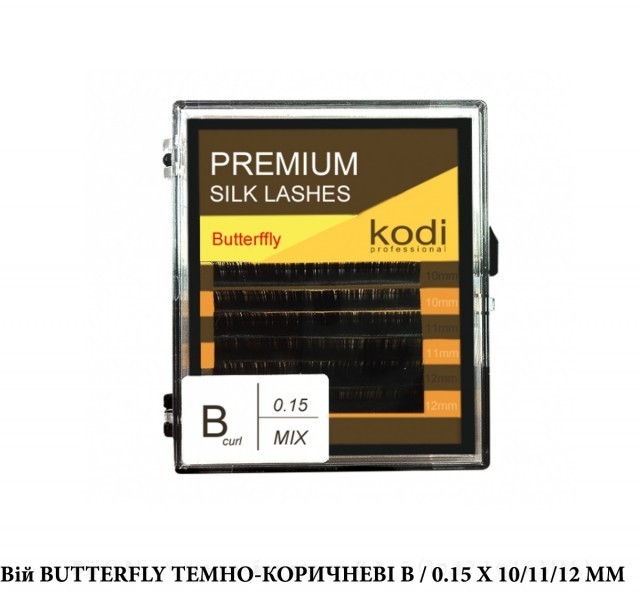 PREMIUM
SILK LASHES
Butterffly
kodi
professional
10mm
10mm
11mm
11mm
12mm
12mm
B curl
0.15
MIX
Вій BUTTERFLY ТЕМНО-КОРИЧНЕВІ B / 0.15 X 10/11/12 ММ